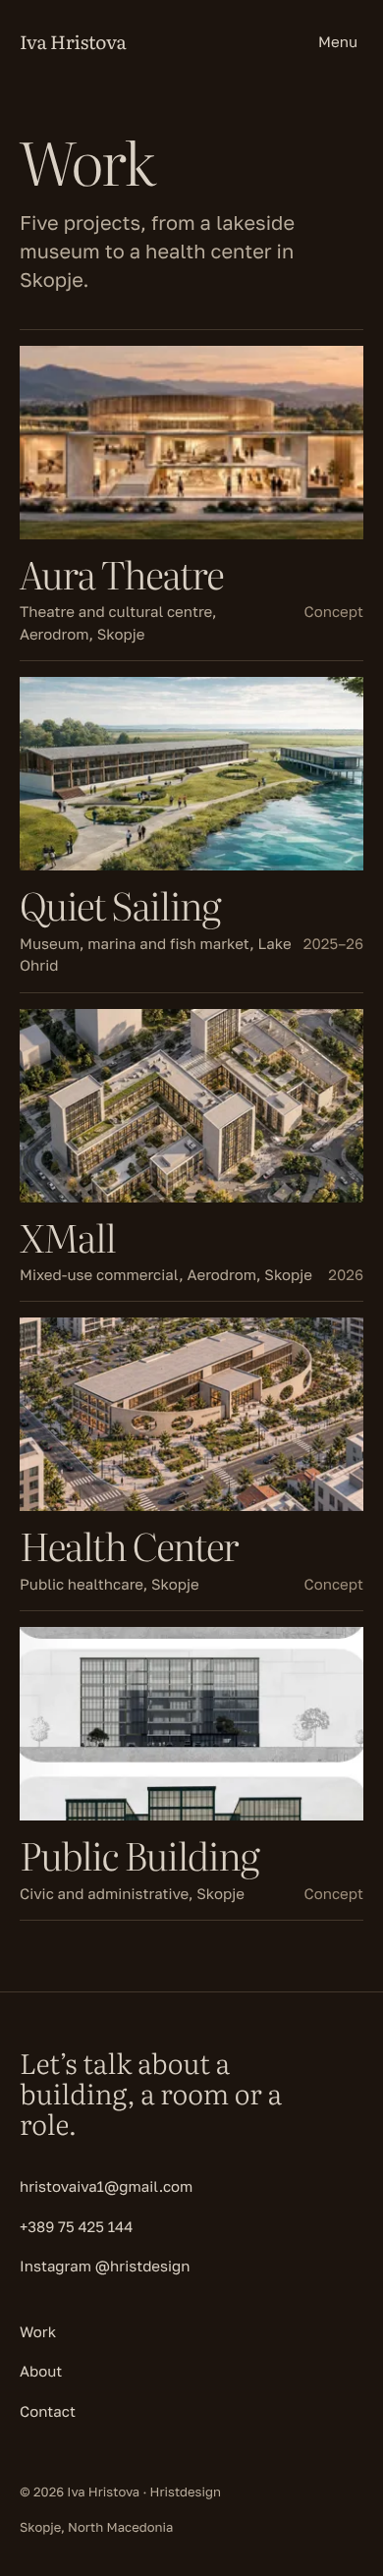 Iva Hristova
Menu
Work
Five projects, from a lakeside
museum to a health center in
Skopje.
Aura Theatre
Theatre and cultural centre,
Aerodrom, Skopje
Concept
Quiet Sailing
Museum, marina and fish market, Lake
Ohrid
2025–26
XMall
Mixed-use commercial, Aerodrom, Skopje
2026
Health Center
Public healthcare, Skopje
Concept
Public Building
Civic and administrative, Skopje
Concept
Let’s talk about a
building, a room or a
role.
hristovaiva1@gmail.com
+389 75 425 144
Instagram @hristdesign
Work
About
Contact
© 2026 Iva Hristova · Hristdesign
Skopje, North Macedonia